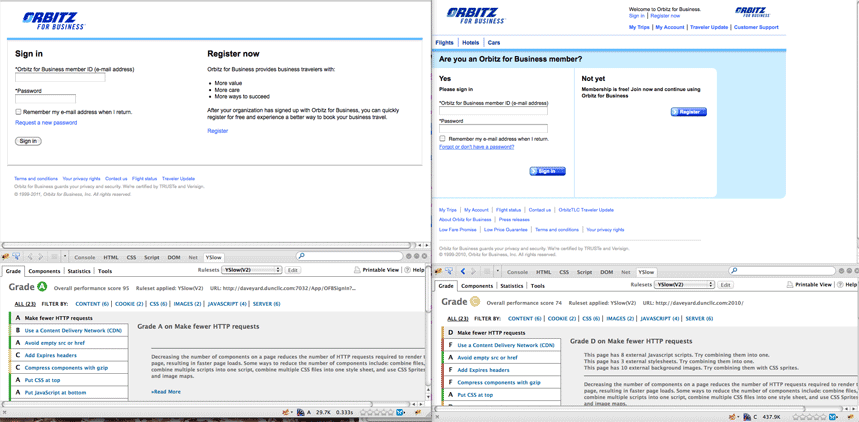 ORBITZ
FOR BUSINESS
Sign in
*Orbitz for Business member ID (e-mail address)
*Password
Remember my e-mail address when I return.
Request a new password
Sign in
Register now
Orbitz for Business provides business travelers with:
More value
More care
More ways to succeed
After your organization has signed up with Orbitz for Business, you can quickly
register for free and experience a better way to book your business travel.
Register
Terms and conditions Your privacy rights Contact us Flight status Traveler Update
Orbitz for Business guards your privacy and security. We're certified by TRUSTe and Verisign.
© 1999-2011, Orbitz for Business, Inc. All rights reserved.
Console HTML CSS Script DOM Net YSlow
Grade Components Statistics Tools Rulesets YSlow(V2) Edit Printable View Help
Grade A Overall performance score 95 Ruleset applied: YSlow(V2) URL: http://daveyard.dunclic.com:7032/App/OFBSignIn?...
ALL (23) FILTER BY: CONTENT (6) COOKIE (2) CSS (6) IMAGES (2) JAVASCRIPT (4) SERVER (6)
A Make fewer HTTP requests
B Use a Content Delivery Network (CDN)
A Avoid empty src or href
C Add Expires headers
C Compress components with gzip
A Put CSS at top
A Put JavaScript at bottom
Grade A on Make fewer HTTP requests
Decreasing the number of components on a page reduces the number of HTTP requests required to render
page, resulting in faster page loads. Some ways to reduce the number of components include: combine files,
combine multiple scripts into one script, combine multiple CSS files into one style sheet, and use CSS Sprites
and image maps.
»Read More
A 29.7K 0.333s
ORBITZ
FOR BUSINESS
Welcome to Orbitz for Business.
Sign in | Register now
ORBITZ
FOR BUSINESS
My Trips | My Account | Traveler Update | Customer Support
Flights | Hotels | Cars
Are you an Orbitz for Business member?
Yes
Please sign in
*Orbitz for Business member ID (e-mail address)
*Password
Remember my e-mail address when I return.
Forgot or don't have a password?
Sign in
Not yet
Membership is free! Join now and continue using
Orbitz for Business
Register
My Trips | My Account | Flight status | Contact us | OrbitzTLC Traveler Update
About Orbitz for Business | Press releases
Low Fare Promise | Low Price Guarantee | Terms and conditions | Your privacy rights
Orbitz for Business guards your privacy and security. We're certified by TRUSTe and Verisign.
© 1999-2011, Orbitz for Business, Inc. All rights reserved.
Console HTML CSS Script DOM Net YSlow
Grade Components Statistics Tools Rulesets YSlow(V2) Edit Printable View Help
Grade Overall performance score 74 Ruleset applied: YSlow(V2) URL: http://daveyard.dunclic.com/2010/
ALL (23) FILTER BY: CONTENT (6) COOKIE (2) CSS (6) IMAGES (2) JAVASCRIPT (4) SERVER (6)
D Make fewer HTTP requests
F Use a Content Delivery Network (CDN)
A Avoid empty src or href
F Add Expires headers
F Compress components with gzip
A Put CSS at top
Grade D on Make fewer HTTP requests
This page has 8 external Javascript scripts. Try combining them into one.
This page has 3 external stylesheets. Try combining them into one.
This page has 10 external background images. Try combining them with CSS sprites.
Decreasing the number of components on a page reduces the number of HTTP requests required to render
page, resulting in faster page loads. Some ways to reduce the number of components include: combine files,
combine multiple scripts into one script, combine multiple CSS files into one style sheet, and use CSS Sprites
and image maps.
C 437.9K